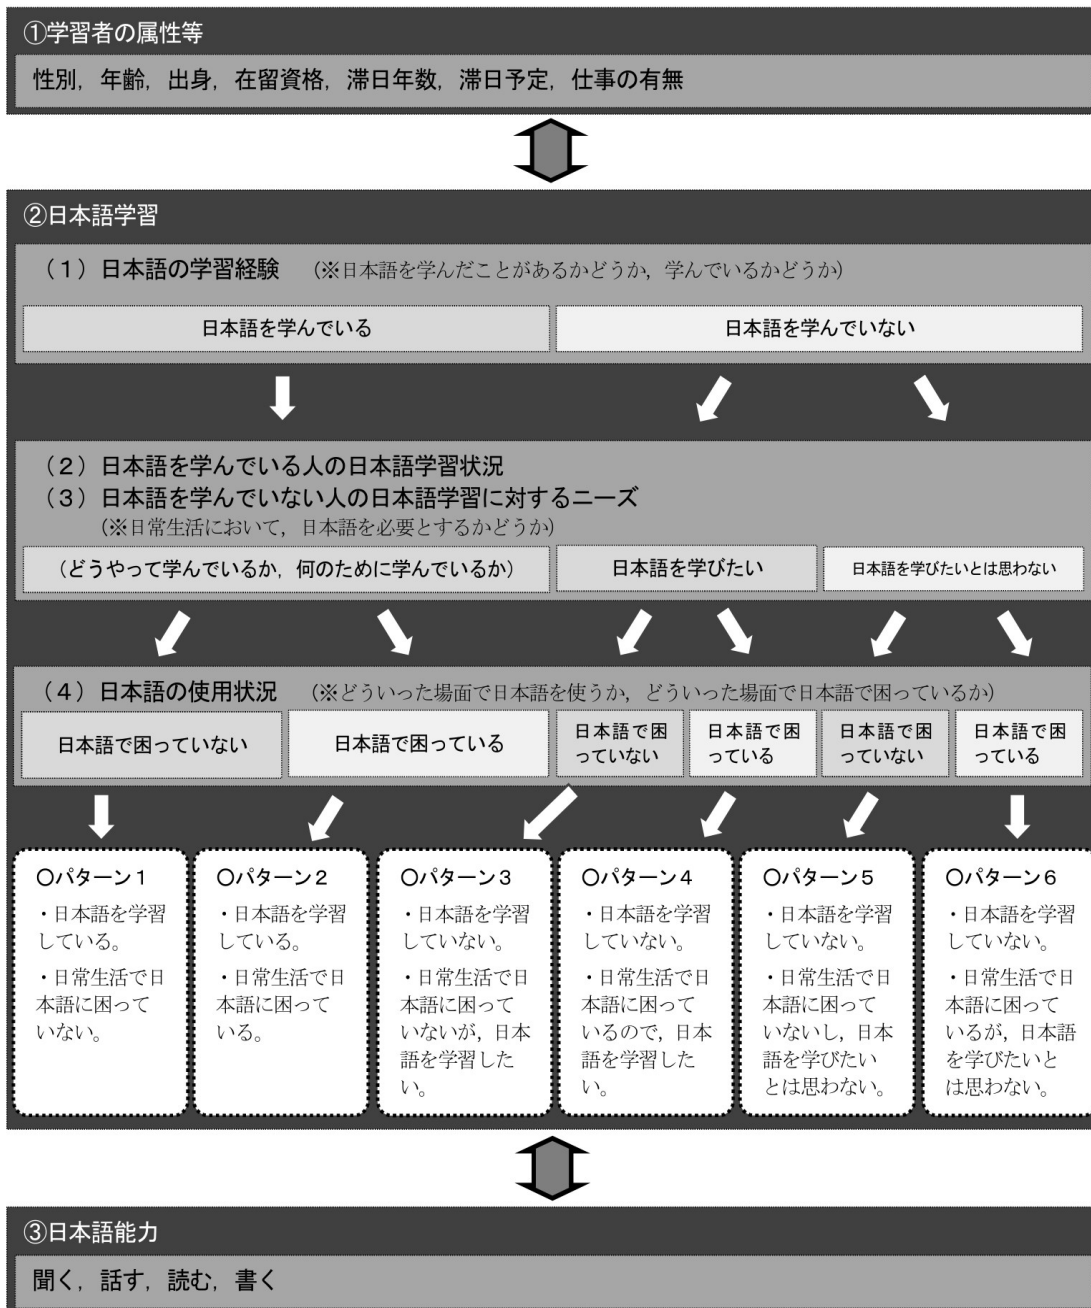 ①学習者の属性等
性別，年齢，出身，在留資格，滞日年数，滞日予定，仕事の有無
②日本語学習
（１）日本語の学習経験　（※日本語を学んだことがあるかどうか，学んでいるかどうか）
日本語を学んでいる
日本語を学んでいない
（２）日本語を学んでいる人の日本語学習状況
（３）日本語を学んでいない人の日本語学習に対するニーズ
（※日常生活において，日本語を必要とするかどうか）
（どうやって学んでいるか，何のために学んでいるか）
日本語を学びたい
日本語を学びたいとは思わない
（４）日本語の使用状況　（※どういった場面で日本語を使うか，どういった場面で日本語で困っているか）
日本語で困っていない
日本語で困っている
日本語で困
っていない
日本語で困
っている
日本語で困
っていない
日本語で困
っている
○パターン１
・日本語を学習
している。
・日常生活で日
本語に困って
いない。
○パターン２
・日本語を学習
している。
・日常生活で日
本語に困って
いる。
○パターン３
・日本語を学習
していない。
・日常生活で日
本語に困って
いないが，日本
語を学習した
い。
○パターン４
・日本語を学習
していない。
・日常生活で日
本語に困って
いるので，日本
語を学習した
い。
○パターン５
・日本語を学習
していない。
・日常生活で日
本語に困って
いないし，日本
語を学びたい
とは思わない。
○パターン６
・日本語を学習
していない。
・日常生活で日
本語に困って
いるが，日本語
を学びたいと
は思わない。
③日本語能力
聞く，話す，読む，書く